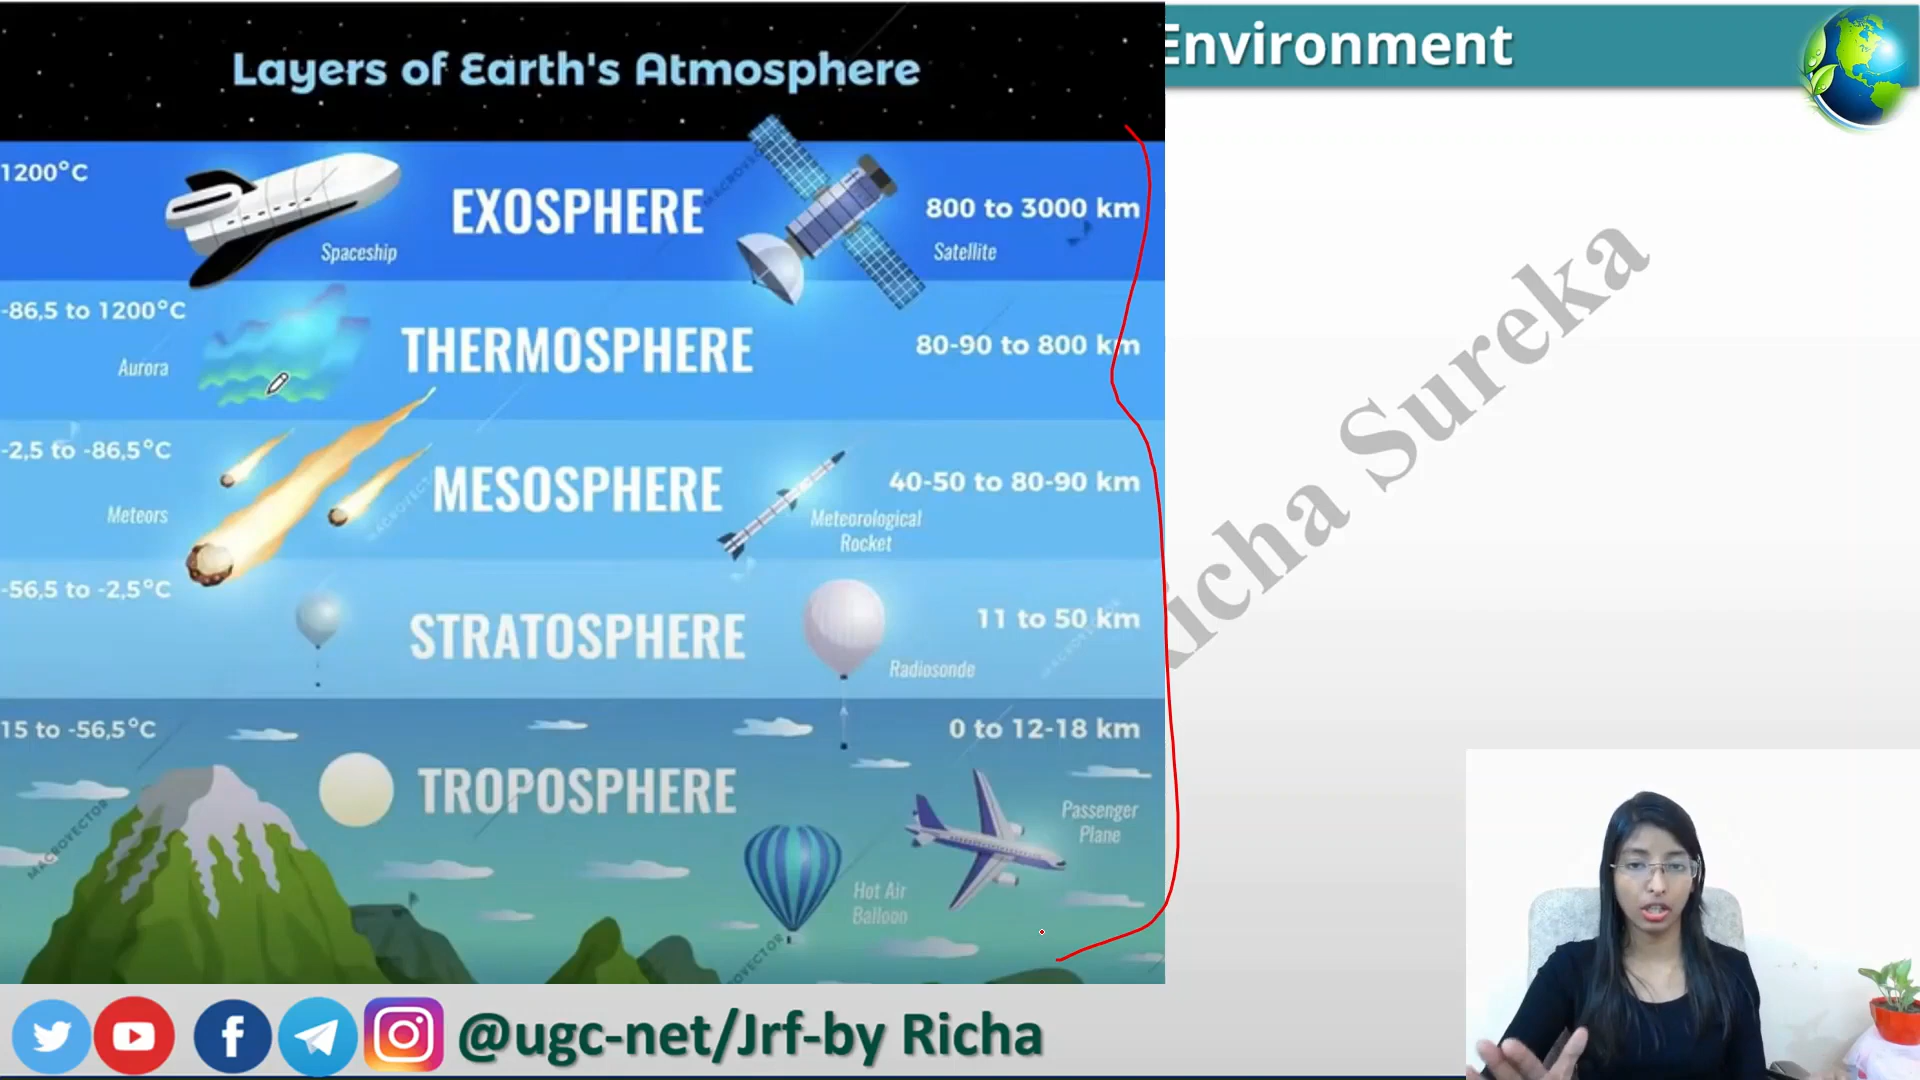 Environment
Layers of Earth's Atmosphere
1200°C
EXOSPHERE
800 to 3000 km
Spaceship
Satellite
-86,5 to 1200°C
THERMOSPHERE
80-90 to 800 km
Aurora
-2,5 to -86,5°C
MESOSPHERE
40-50 to 80-90 km
Meteors
Meteorological
Rocket
-56,5 to -2,5°C
STRATOSPHERE
11 to 50 km
Radiosonde
15 to -56,5°C
0 to 12-18 km
TROPOSPHERE
Passenger
Plane
Hot Air
Balloon
MACROVECTOR
Richa Sureka
@ugc-net/Jrf-by Richa